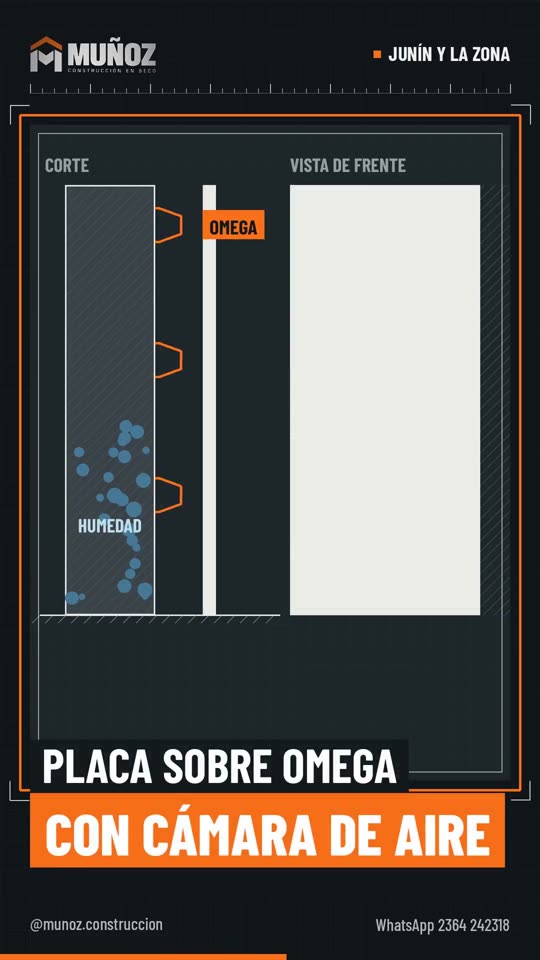 MUÑOZ
CONSTRUCCIÓN EN SECO
JUNÍN Y LA ZONA
CORTE
VISTA DE FRENTE
OMEGA
HUMEDAD
PLACA SOBRE OMEGA
CON CÁMARA DE AIRE
@munoz.construccion
WhatsApp 2364 242318